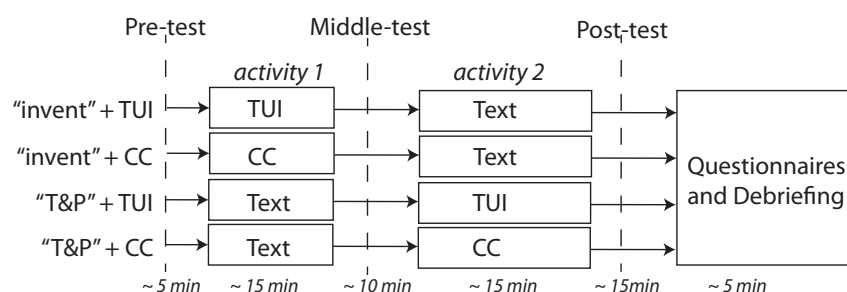 Pre-test Middle-test Post-test
activity 1 activity 2
“invent” + TUI TUI Text
“invent” + CC CC Text
“T&P” + TUI Text TUI
“T&P” + CC Text CC
Questionnaires
and Debriefing
~ 5 min ~ 15 min ~ 10 min ~ 15 min ~ 15min ~ 5 min